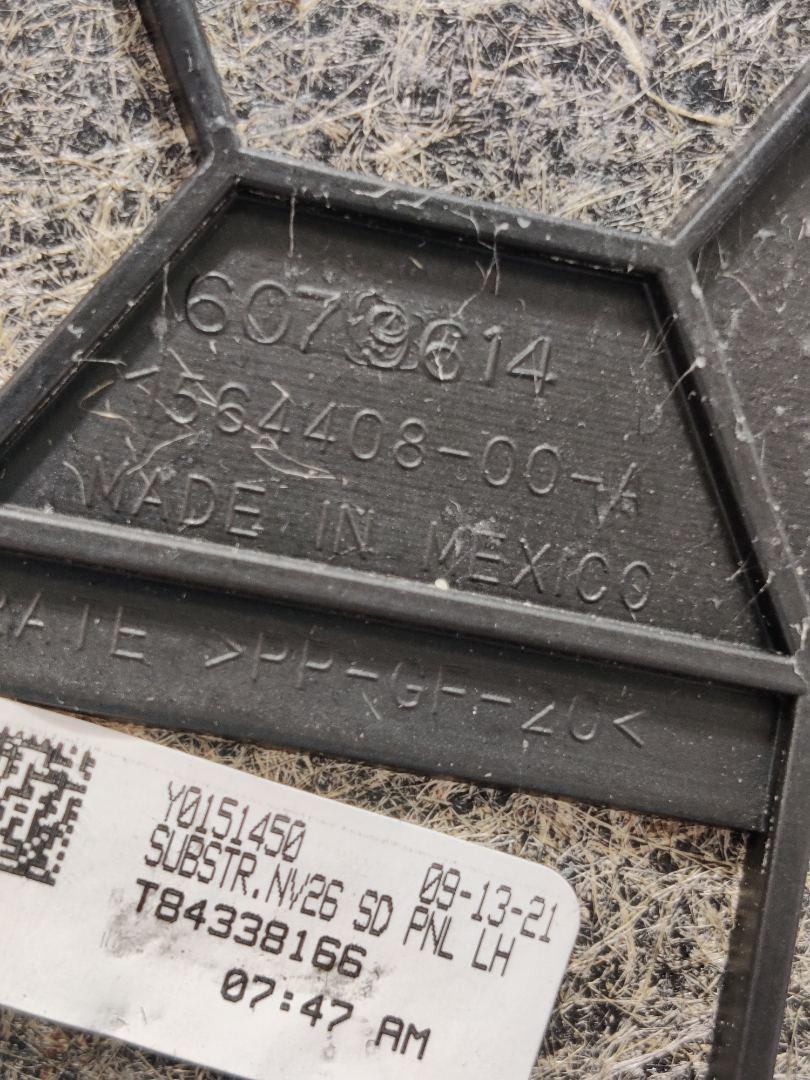 1564408-00-
MADE IN MEXICO
RATE >PP-GF-20<
Y0151450 09-13-21
SUBSTR.NV26 SD PNL LH
T84338166
07:47 AM